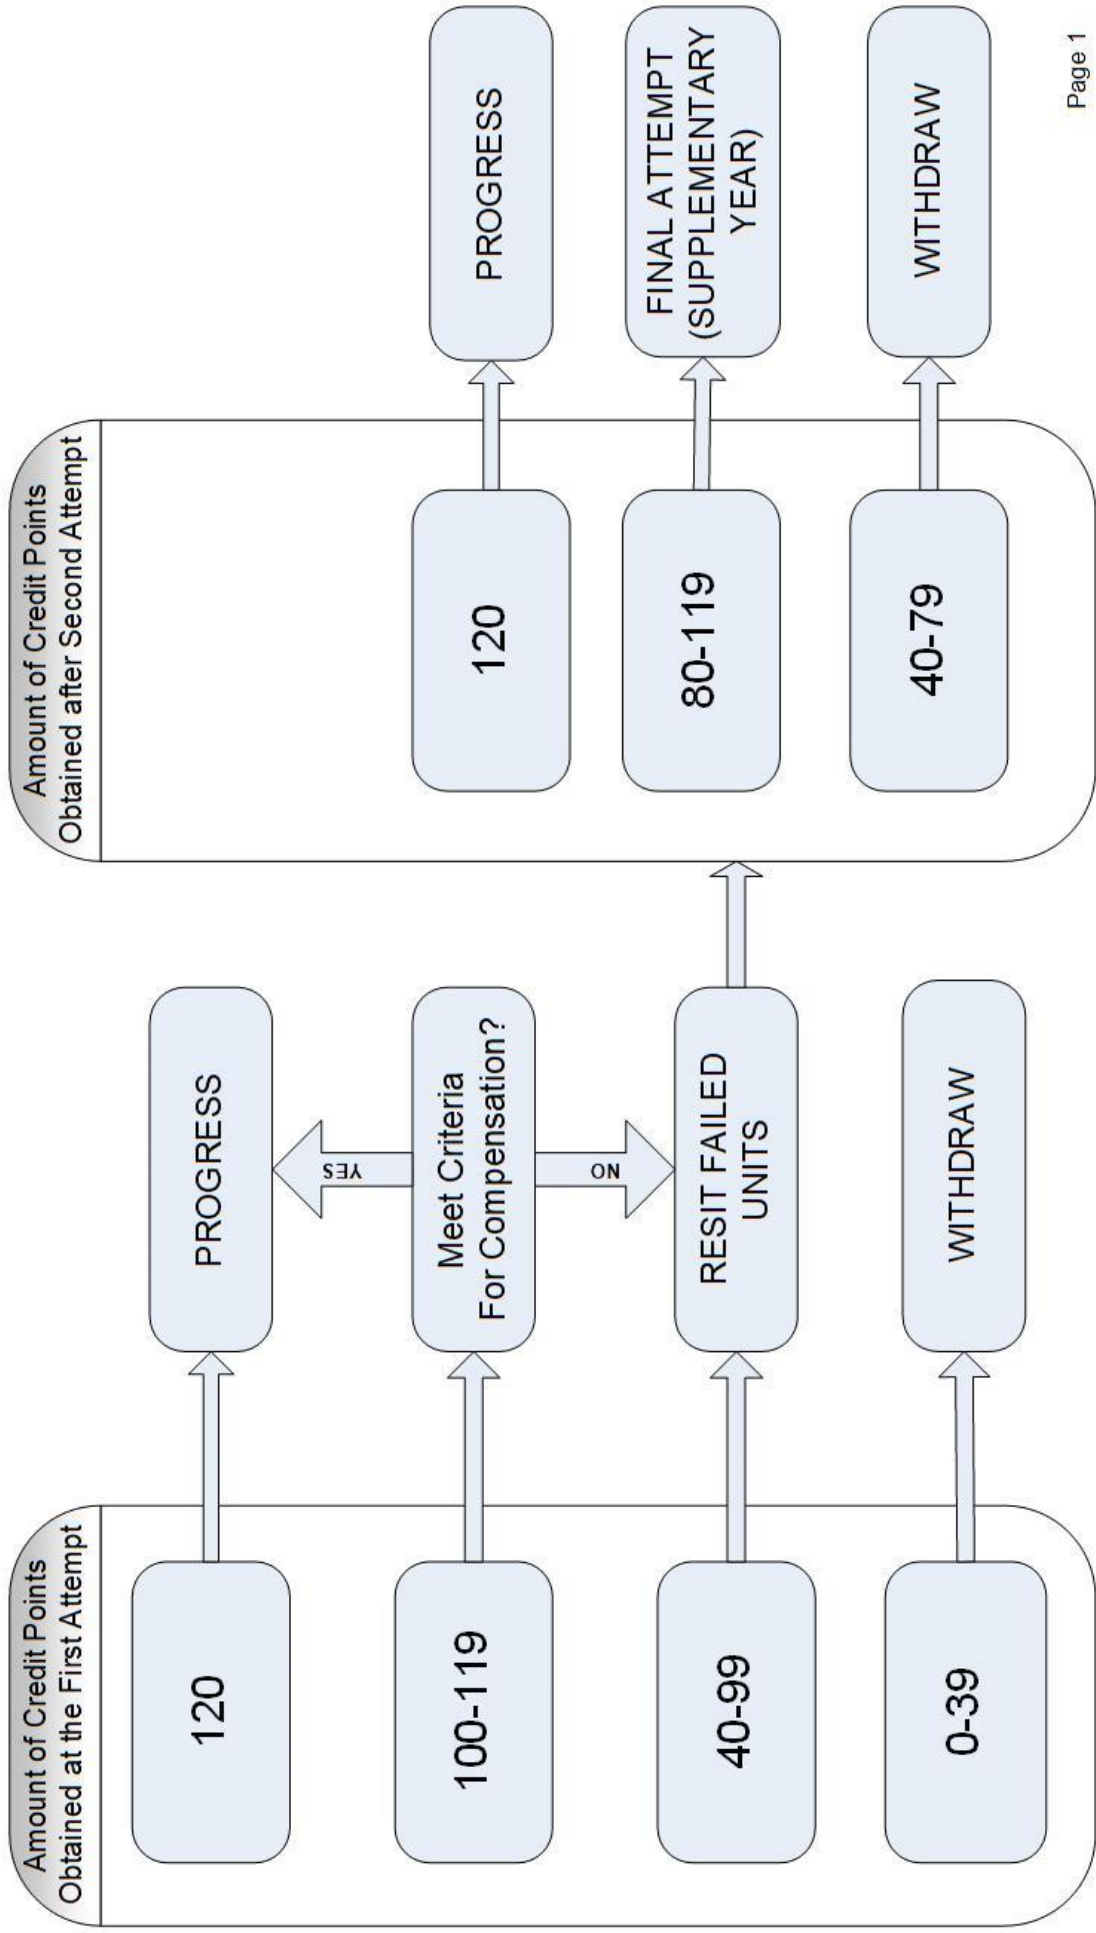 Amount of Credit Points
Obtained at the First Attempt
120
100-119
40-99
0-39
PROGRESS
YES
Meet Criteria
For Compensation?
NO
RESIT FAILED
UNITS
WITHDRAW
Amount of Credit Points
Obtained after Second Attempt
120
80-119
40-79
PROGRESS
FINAL ATTEMPT
(SUPPLEMENTARY
YEAR)
WITHDRAW
Page 1